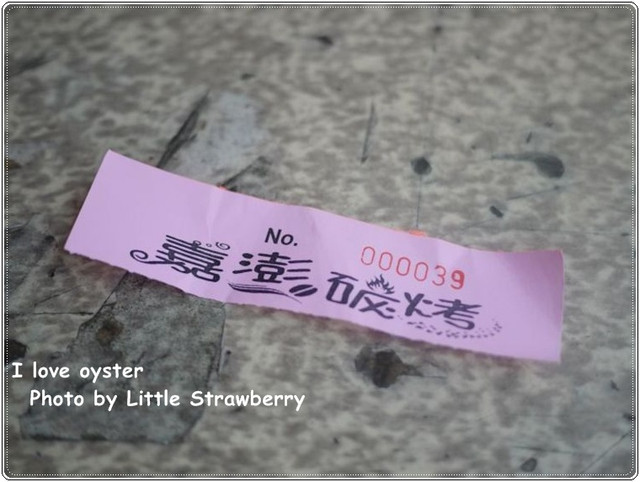 No. 000039
嘉澎碳烤
I love oyster
Photo by Little Strawberry